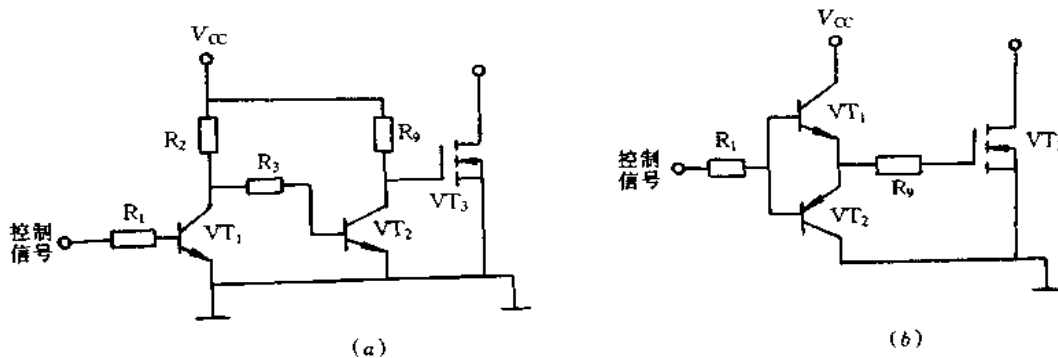 V_CC
R₂
R₉
R₃
R₁
控制
信号
VT₁
VT₂
VT₃
(a)
V_CC
VT₁
R₁
控制
信号
R₉
VT₂
(b)